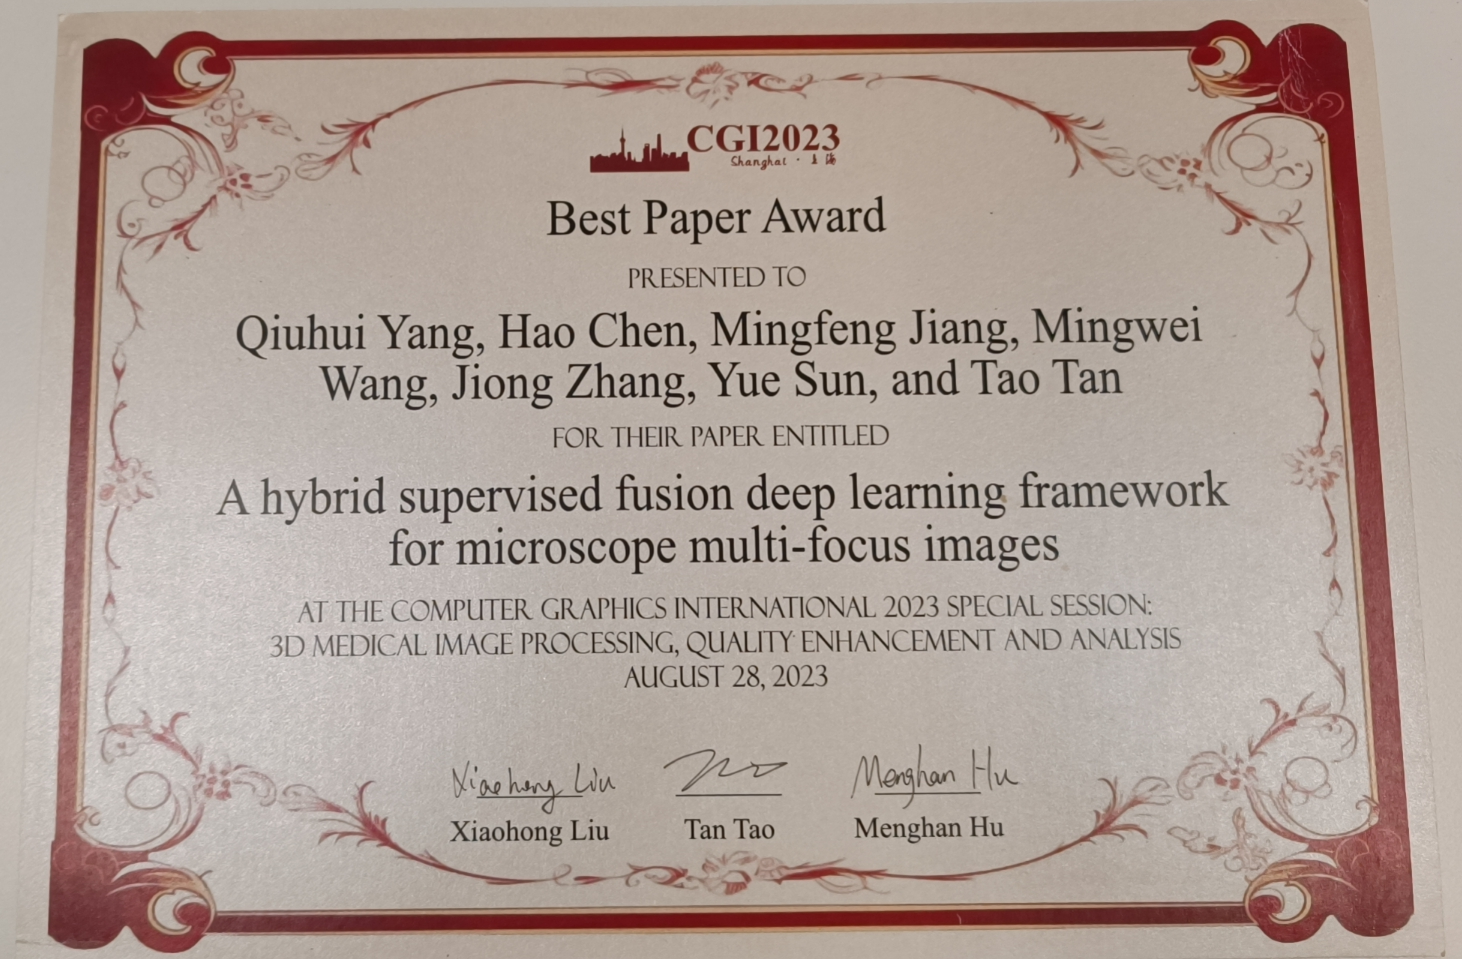 CGI2023
Shanghai · 上海
Best Paper Award
PRESENTED TO
Qiuhui Yang, Hao Chen, Mingfeng Jiang, Mingwei
Wang, Jiong Zhang, Yue Sun, and Tao Tan
FOR THEIR PAPER ENTITLED
A hybrid supervised fusion deep learning framework
for microscope multi-focus images
AT THE COMPUTER GRAPHICS INTERNATIONAL 2023 SPECIAL SESSION:
3D MEDICAL IMAGE PROCESSING, QUALITY ENHANCEMENT AND ANALYSIS
AUGUST 28, 2023
Xiaohong Liu Menghan Hu
Xiaohong Liu Tan Tao Menghan Hu